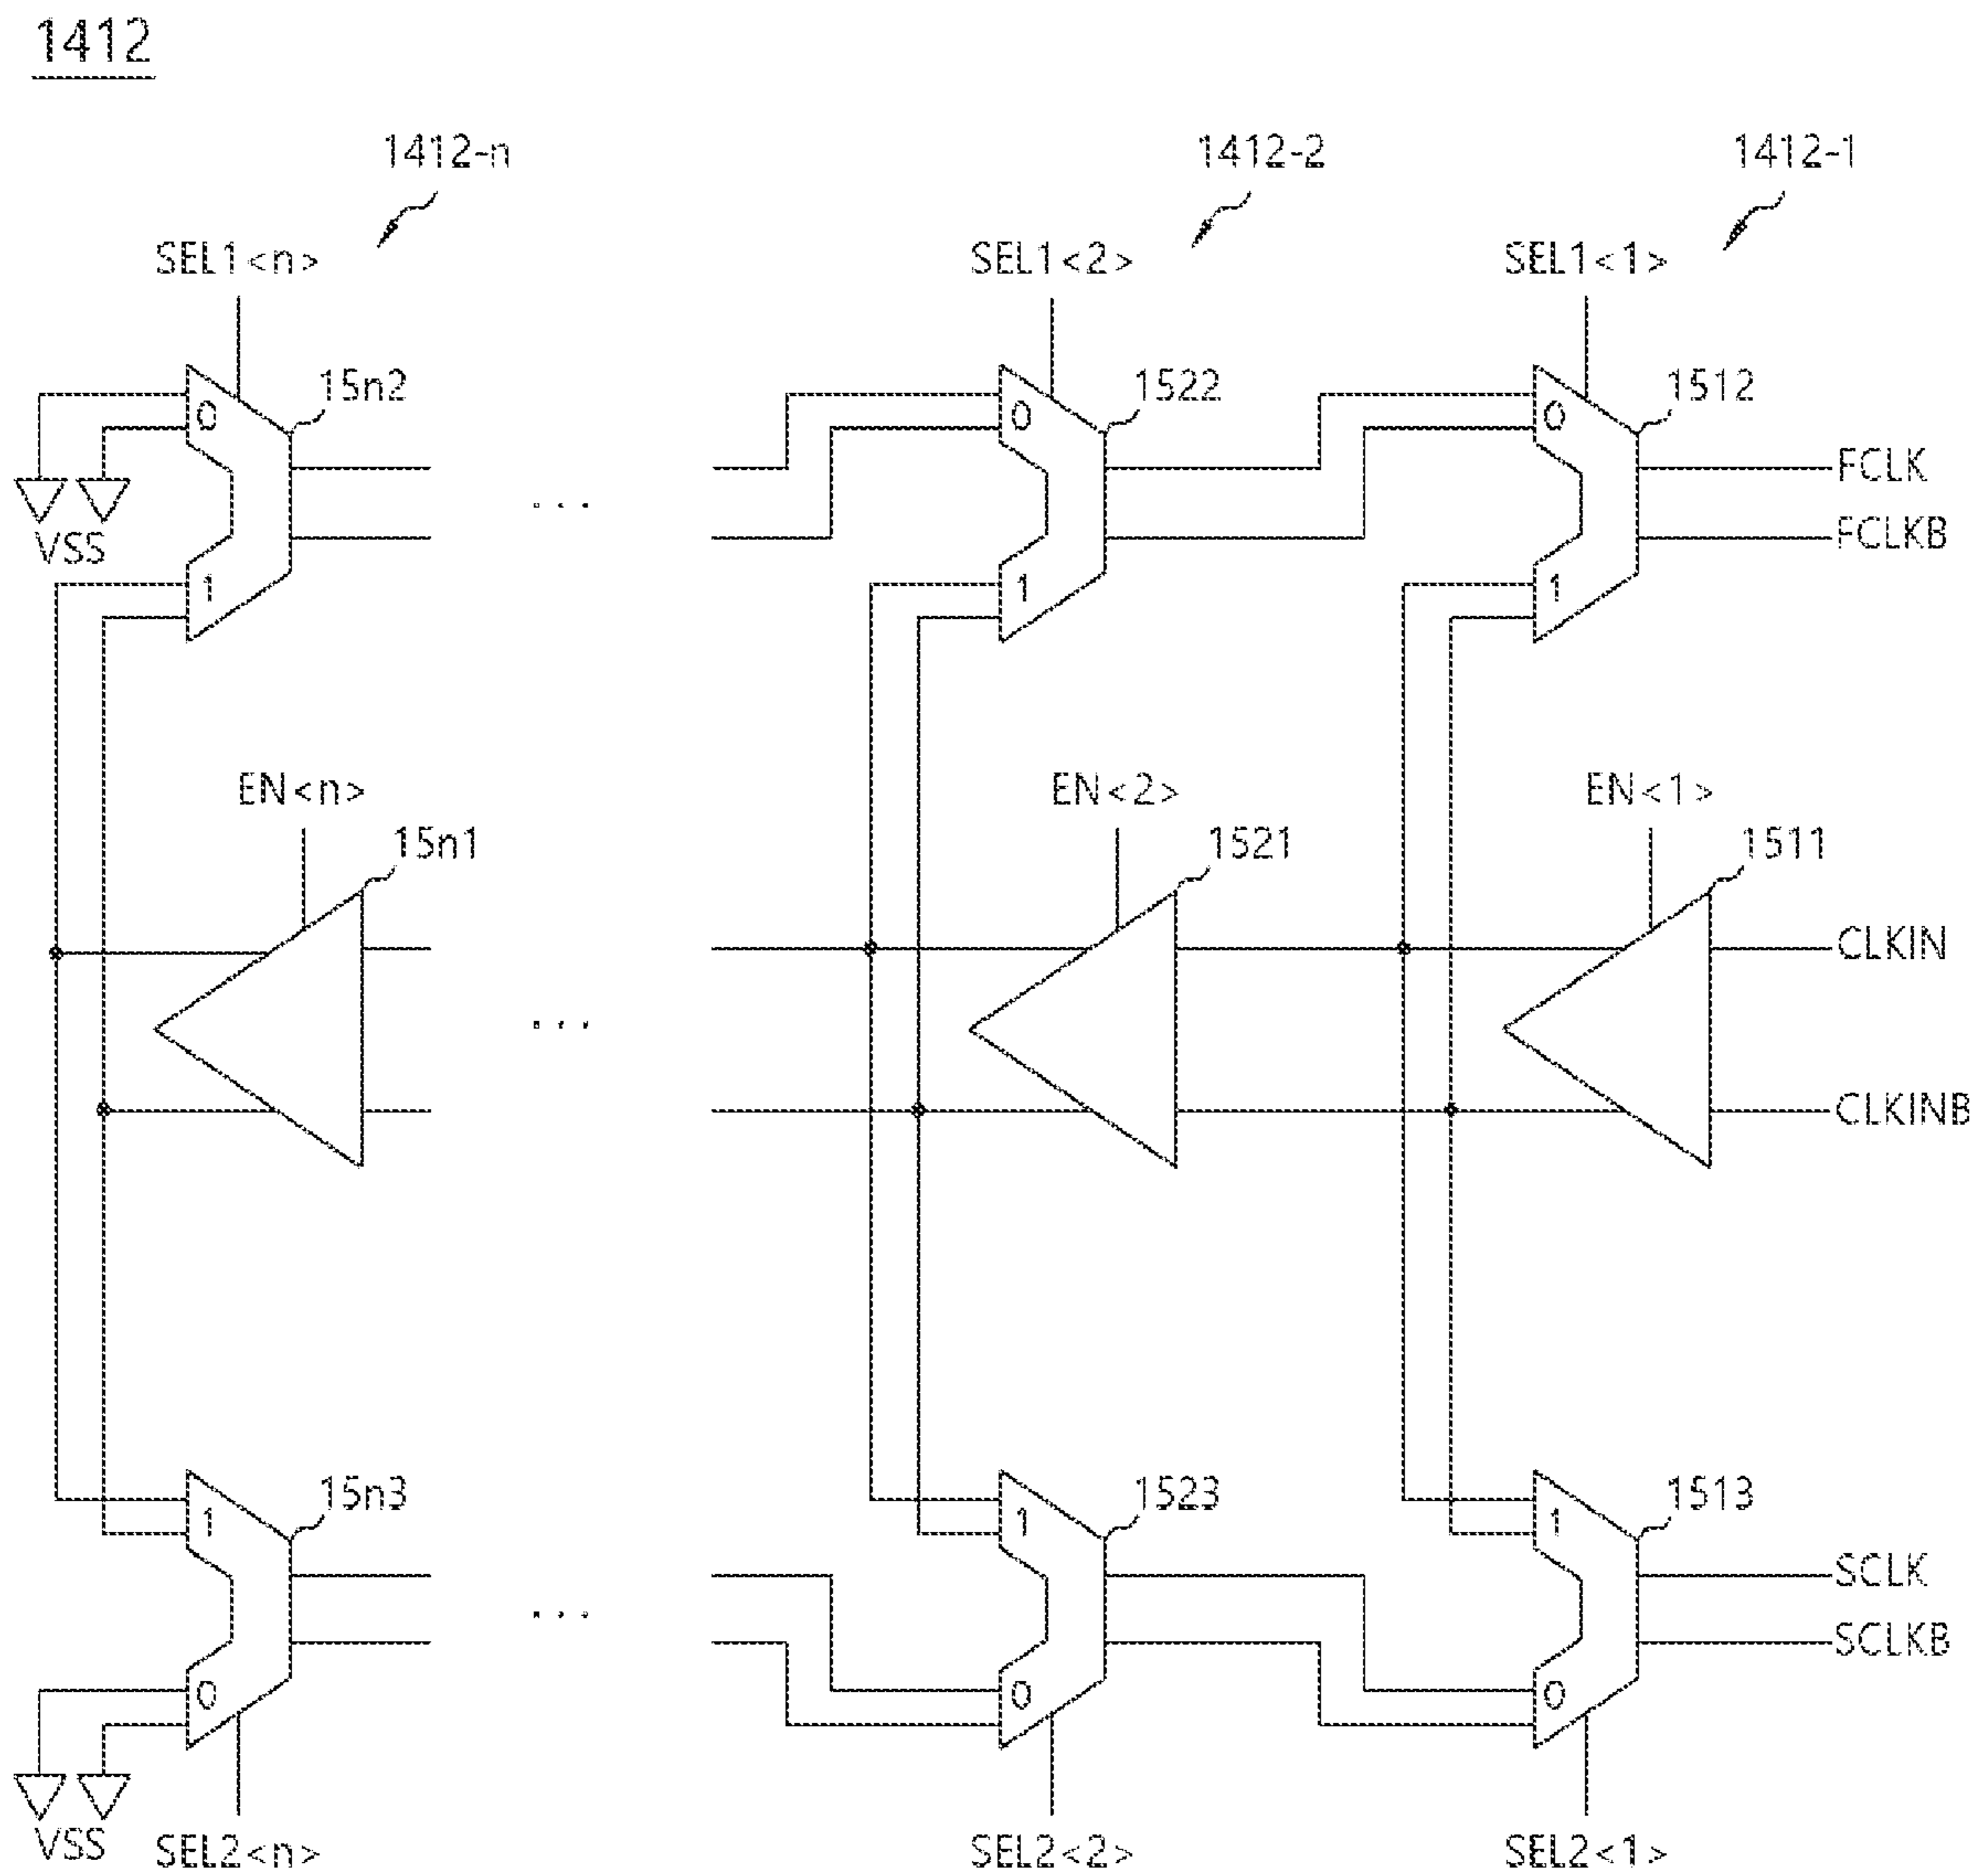 1412
1412-n 1412-2 1412-1
SEL1<n> SEL1<2> SEL1<1>
15n2 1522 1512
0 0 0
FCLK
VSS FCLKB
1 1 1
EN<n> EN<2> EN<1>
15n1 1521 1511
CLKIN
...
CLKINB
15n3 1523 1513
1 1 1
SCLK
...
SCLKB
0 0 0
VSS SEL2<n> SEL2<2> SEL2<1>